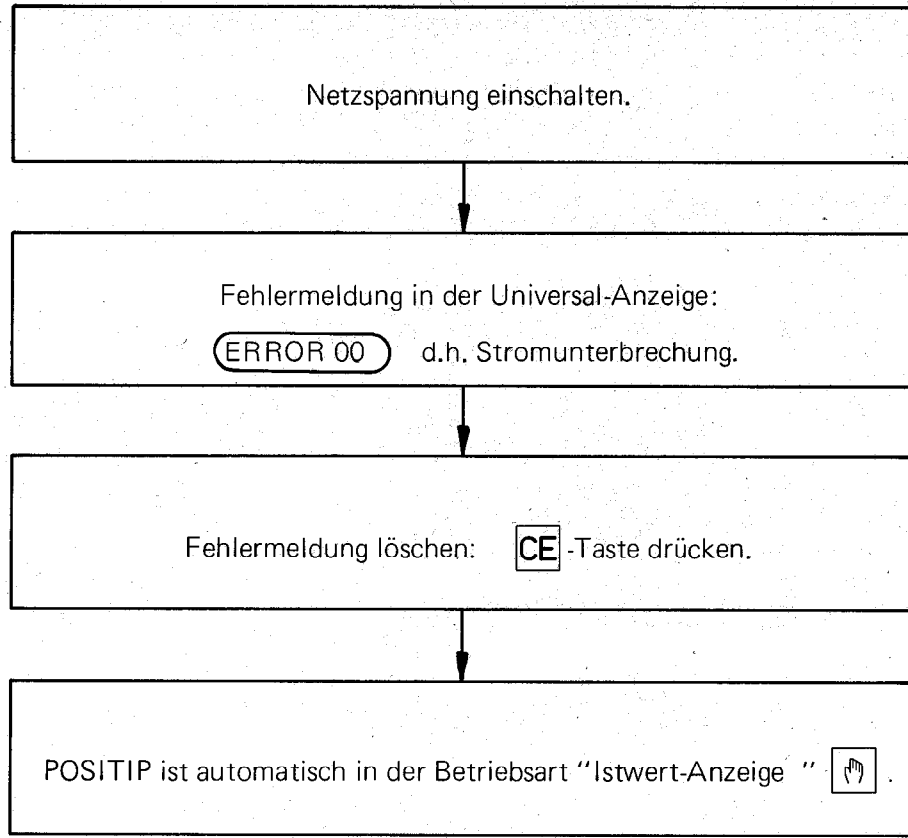 Netzspannung einschalten.
Fehlermeldung in der Universal-Anzeige:
ERROR 00 d.h. Stromunterbrechung.
Fehlermeldung löschen: CE -Taste drücken.
POSITIP ist automatisch in der Betriebsart "Istwert-Anzeige " .